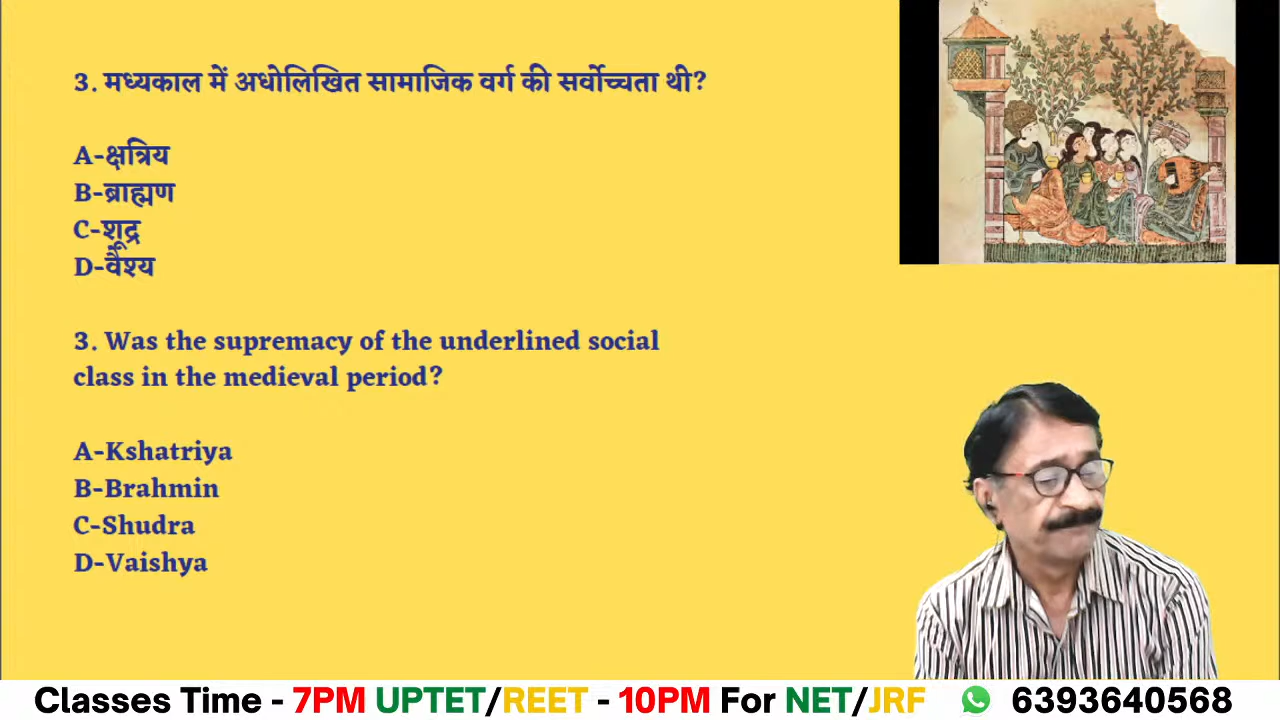 3. मध्यकाल में अधोलिखित सामाजिक वर्ग की सर्वोच्चता थी?
A-क्षत्रिय
B-ब्राह्मण
C-शूद्र
D-वैश्य
3. Was the supremacy of the underlined social
class in the medieval period?
A-Kshatriya
B-Brahmin
C-Shudra
D-Vaishya
Classes Time - 7PM UPTET/REET - 10PM For NET/JRF 6393640568